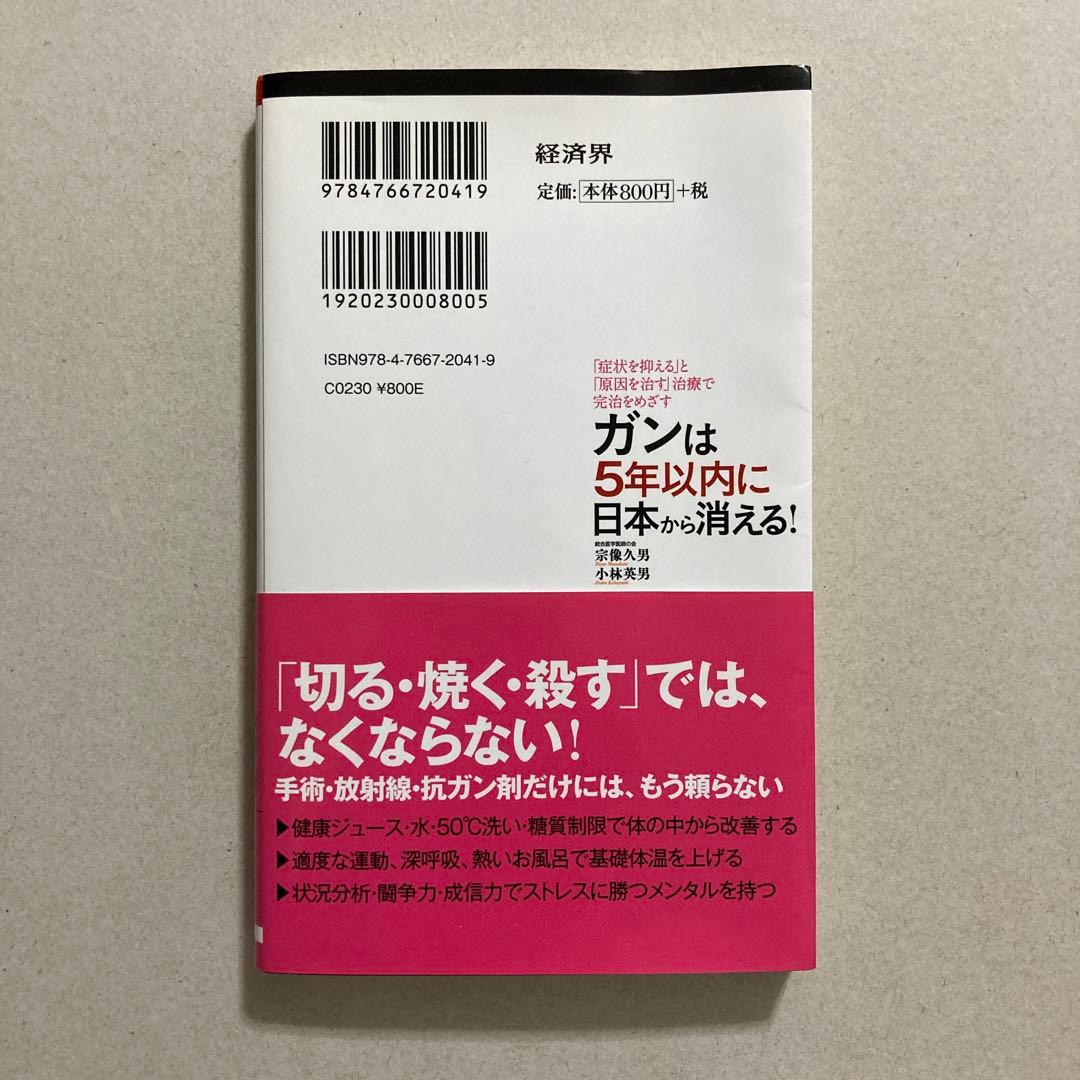 9784766720419
経済界
定価:本体800円+税
1920230008005
ISBN978-4-7667-2041-9
C0230 ¥800E
「症状を抑える」と
「原因を治す」治療で
完治をめざす
ガンは
5年以内に
日本から消える!
統合医学医師の会
宗像久男
Hisao Munakata
小林英男
Hideo Kobayashi
「切る・焼く・殺す」では、
なくならない!
手術・放射線・抗ガン剤だけには、もう頼らない
▶健康ジュース・水・50℃洗い・糖質制限で体の中から改善する
▶適度な運動、深呼吸、熱いお風呂で基礎体温を上げる
▶状況分析・闘争力・成信力でストレスに勝つメンタルを持つ